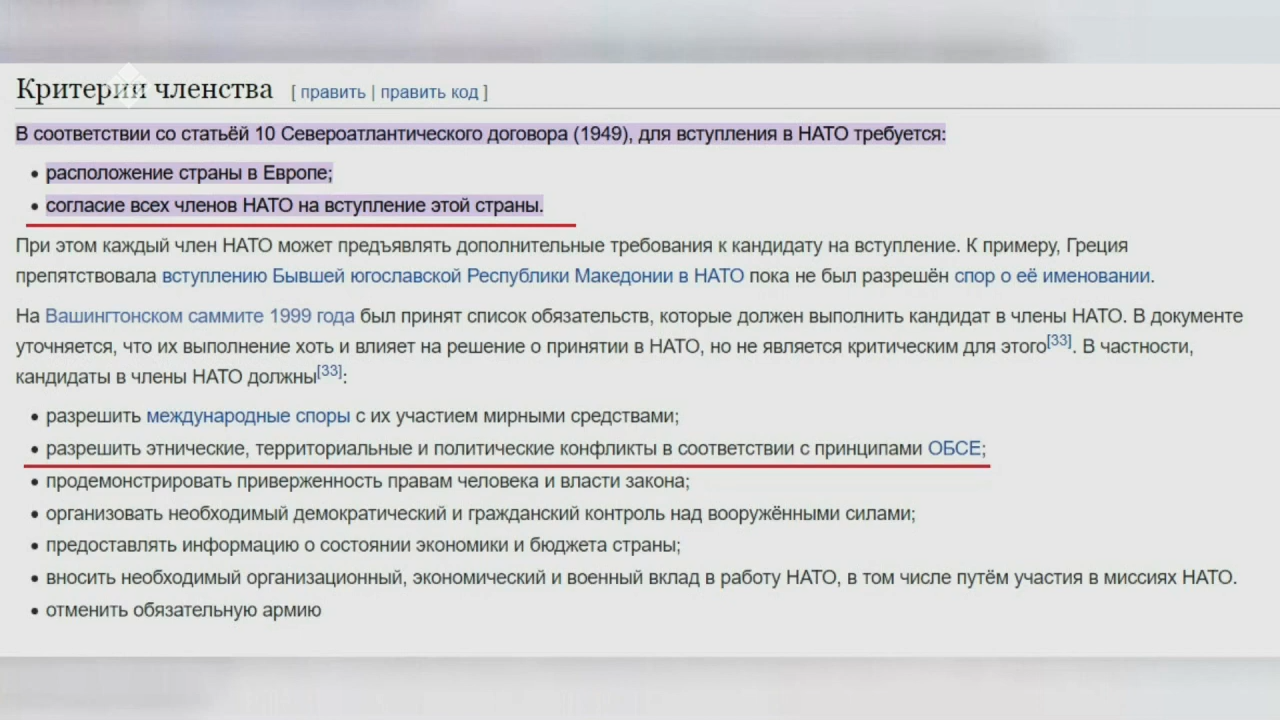 Критерии членства [ править | править код ]
В соответствии со статьёй 10 Североатлантического договора (1949), для вступления в НАТО требуется:
• расположение страны в Европе;
• согласие всех членов НАТО на вступление этой страны.
При этом каждый член НАТО может предъявлять дополнительные требования к кандидату на вступление. К примеру, Греция
препятствовала вступлению Бывшей югославской Республики Македонии в НАТО пока не был разрешён спор о её именовании.
На Вашингтонском саммите 1999 года был принят список обязательств, которые должен выполнить кандидат в члены НАТО. В документе
уточняется, что их выполнение хоть и влияет на решение о принятии в НАТО, но не является критическим для этого[33]. В частности,
кандидаты в члены НАТО должны[33]:
• разрешить международные споры с их участием мирными средствами;
• разрешить этнические, территориальные и политические конфликты в соответствии с принципами ОБСЕ;
• продемонстрировать приверженность правам человека и власти закона;
• организовать необходимый демократический и гражданский контроль над вооружёнными силами;
• предоставлять информацию о состоянии экономики и бюджета страны;
• вносить необходимый организационный, экономический и военный вклад в работу НАТО, в том числе путём участия в миссиях НАТО.
• отменить обязательную армию